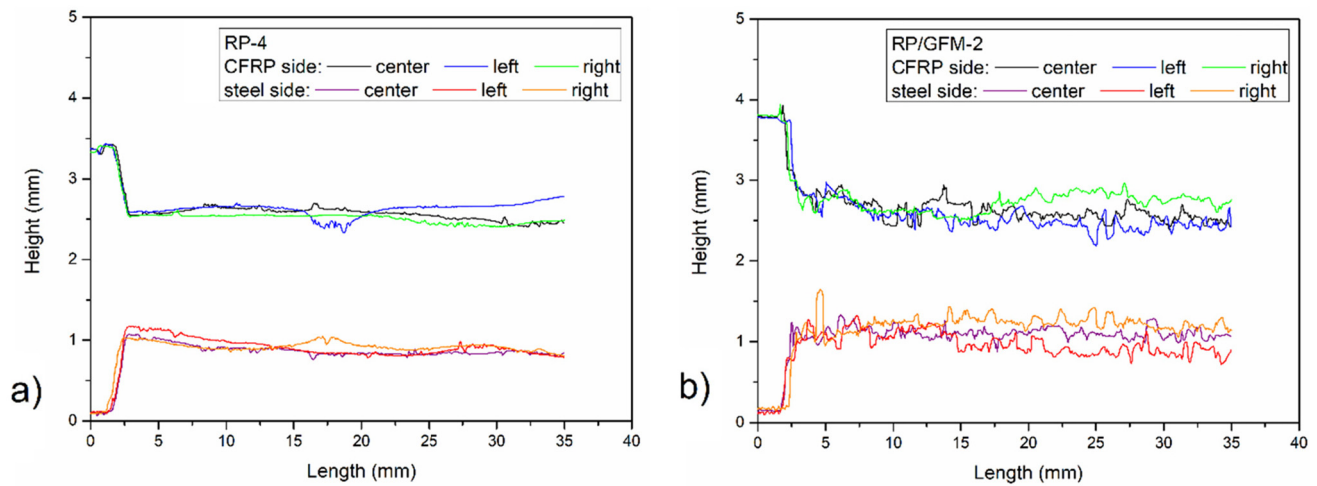 RP-4
CFRP side: center left right
steel side: center left right
Height (mm)
5
4
3
2
1
0
0 5 10 15 20 25 30 35 40
Length (mm)
a)
RP/GFM-2
CFRP side: center left right
steel side: center left right
Height (mm)
5
4
3
2
1
0
0 5 10 15 20 25 30 35 40
Length (mm)
b)